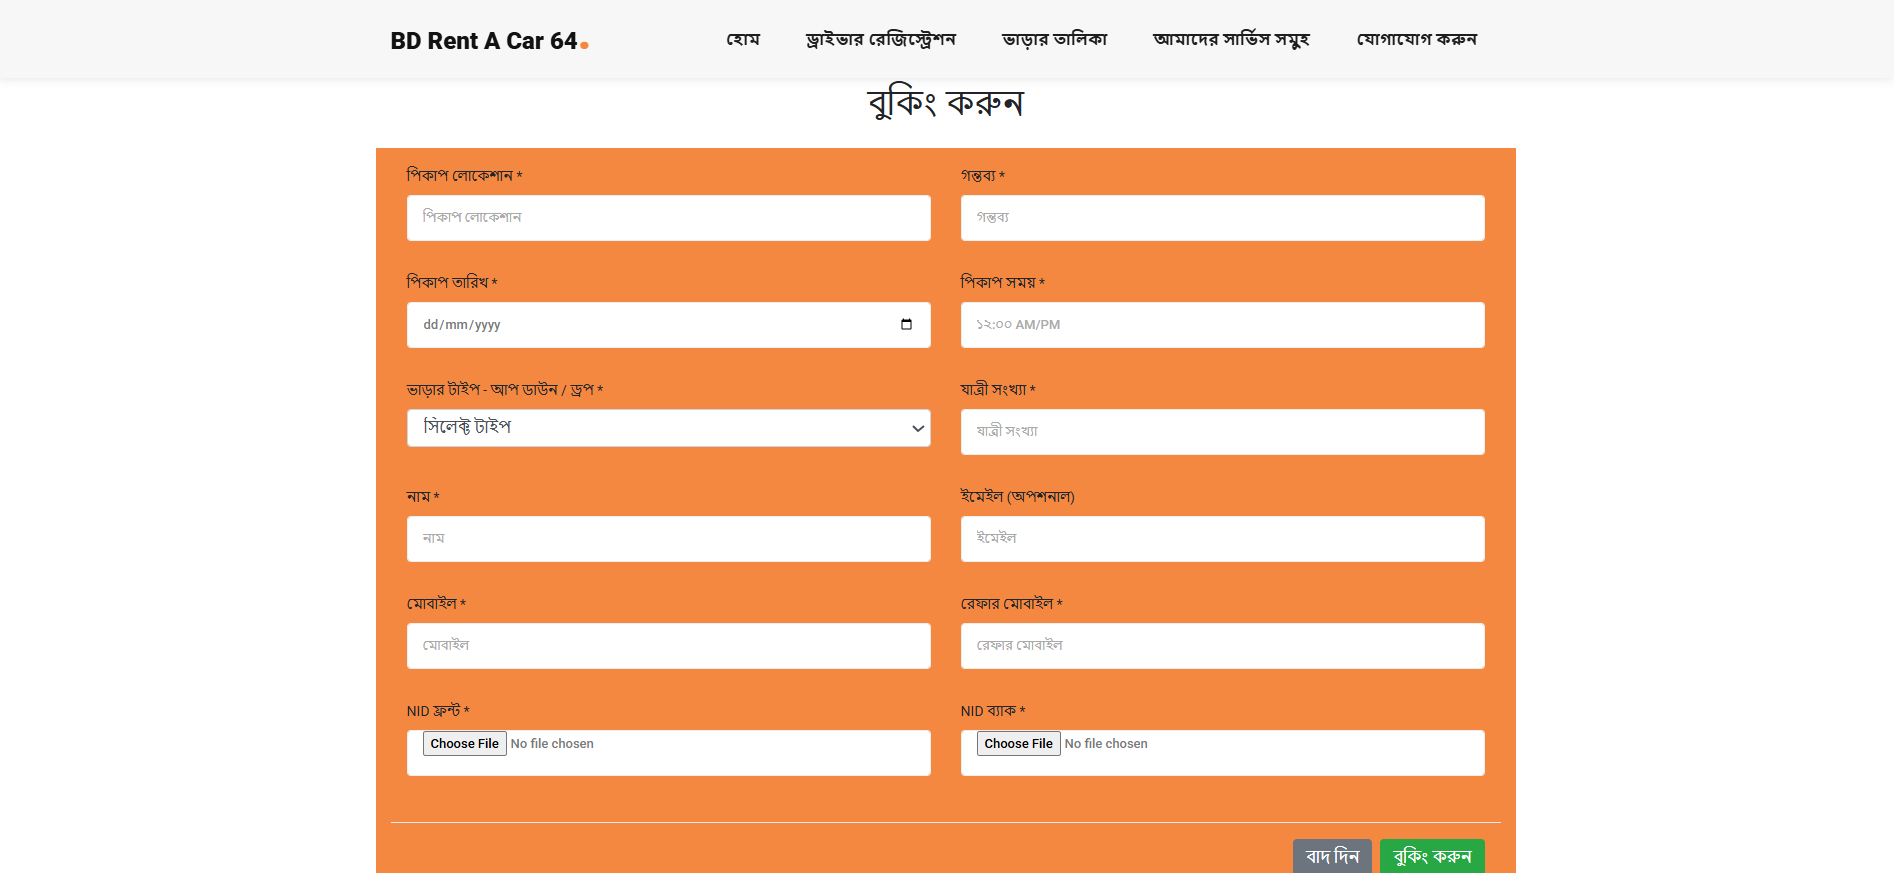 BD Rent A Car 64. হোম ড্রাইভার রেজিস্ট্রেশন ভাড়ার তালিকা আমাদের সার্ভিস সমুহ যোগাযোগ করুন
বুকিং করুন
পিকাপ লোকেশান * গন্তব্য *
পিকাপ লোকেশান গন্তব্য
পিকাপ তারিখ * পিকাপ সময় *
dd/mm/yyyy ১২:০০ AM/PM
ভাড়ার টাইপ - আপ ডাউন / ড্রপ * যাত্রী সংখ্যা *
সিলেক্ট টাইপ যাত্রী সংখ্যা
নাম * ইমেইল (অপশনাল)
নাম ইমেইল
মোবাইল * রেফার মোবাইল *
মোবাইল রেফার মোবাইল
NID ফ্রন্ট * NID ব্যাক *
Choose File No file chosen Choose File No file chosen
বাদ দিন বুকিং করুন